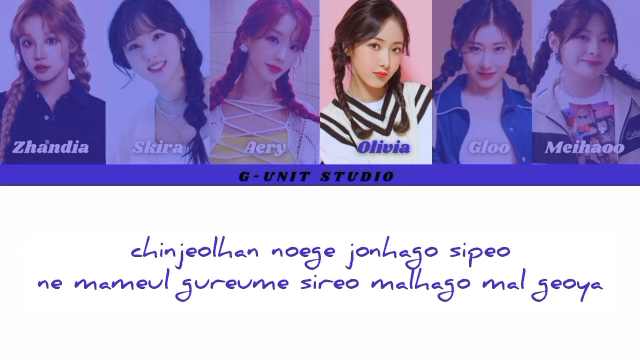 Zhandia Skira Aery Olivia Gloo Meihaoo
G-UNIT STUDIO
chinjeolhan noege jonhago sipeo
ne mameul gureume sireo malhago mal geoya